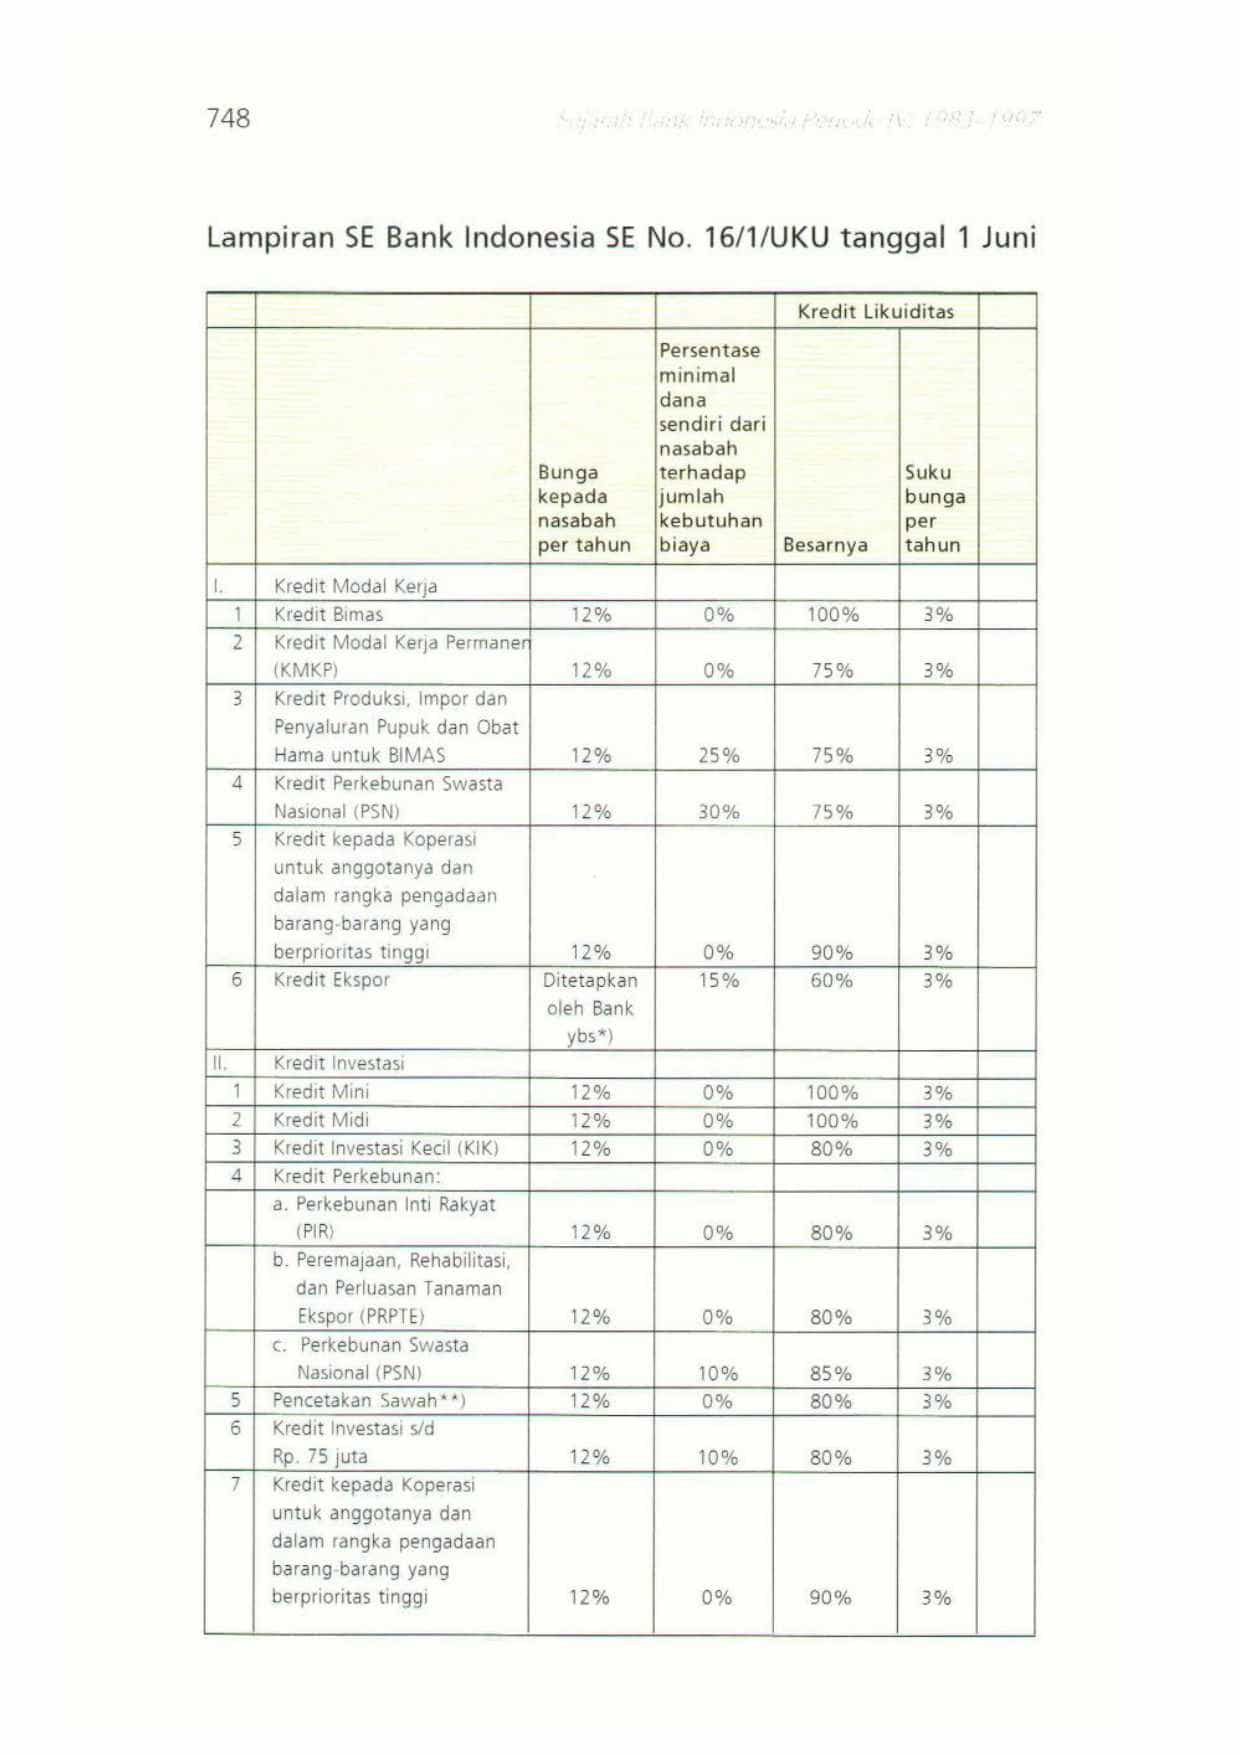 748
Sejarah Bank Indonesia Periode IV: 1983-1997
Lampiran SE Bank Indonesia SE No. 16/1/UKU tanggal 1 Juni
Kredit Likuiditas
Bunga
kepada
nasabah
per tahun
Persentase
minimal
dana
sendiri dari
nasabah
terhadap
jumlah
kebutuhan
biaya
Besarnya
Suku
bunga
per
tahun
I. Kredit Modal Kerja
1 Kredit Bimas 12% 0% 100% 3%
2 Kredit Modal Kerja Permanen
(KMKP) 12% 0% 75% 3%
3 Kredit Produksi, Impor dan
Penyaluran Pupuk dan Obat
Hama untuk BIMAS 12% 25% 75% 3%
4 Kredit Perkebunan Swasta
Nasional (PSN) 12% 30% 75% 3%
5 Kredit kepada Koperasi
untuk anggotanya dan
dalam rangka pengadaan
barang-barang yang
berprioritas tinggi 12% 0% 90% 3%
6 Kredit Ekspor Ditetapkan 15% 60% 3%
oleh Bank
ybs*)
II. Kredit Investasi
1 Kredit Mini 12% 0% 100% 3%
2 Kredit Midi 12% 0% 100% 3%
3 Kredit Investasi Kecil (KIK) 12% 0% 80% 3%
4 Kredit Perkebunan:
a. Perkebunan Inti Rakyat
(PIR) 12% 0% 80% 3%
b. Peremajaan, Rehabilitasi,
dan Perluasan Tanaman
Ekspor (PRPTE) 12% 0% 80% 3%
c. Perkebunan Swasta
Nasional (PSN) 12% 10% 85% 3%
5 Pencetakan Sawah**) 12% 0% 80% 3%
6 Kredit Investasi s/d
Rp. 75 juta 12% 10% 80% 3%
7 Kredit kepada Koperasi
untuk anggotanya dan
dalam rangka pengadaan
barang-barang yang
berprioritas tinggi 12% 0% 90% 3%